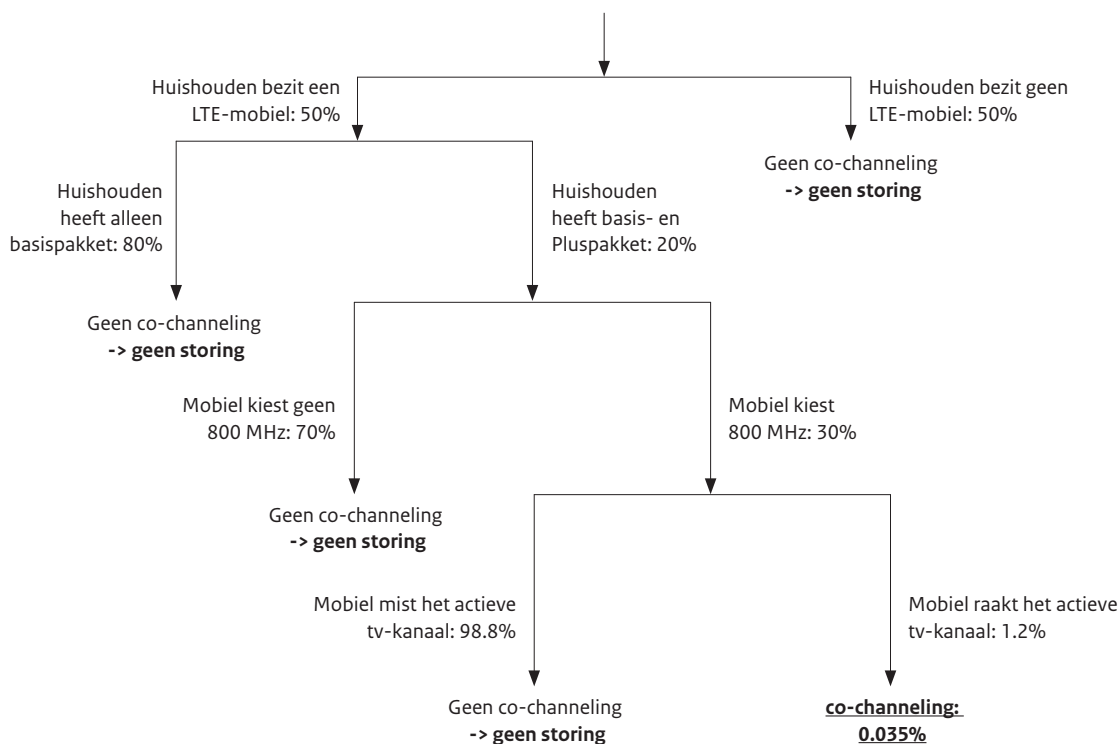 Huishouden bezit een
LTE-mobiel: 50%
Huishouden bezit geen
LTE-mobiel: 50%
Geen co-channeling
-> geen storing
Huishouden
heeft alleen
basispakket: 80%
Huishouden
heeft basis- en
Pluspakket: 20%
Geen co-channeling
-> geen storing
Mobiel kiest geen
800 MHz: 70%
Mobiel kiest
800 MHz: 30%
Geen co-channeling
-> geen storing
Mobiel mist het actieve
tv-kanaal: 98.8%
Mobiel raakt het actieve
tv-kanaal: 1.2%
Geen co-channeling
-> geen storing
co-channeling:
0.035%